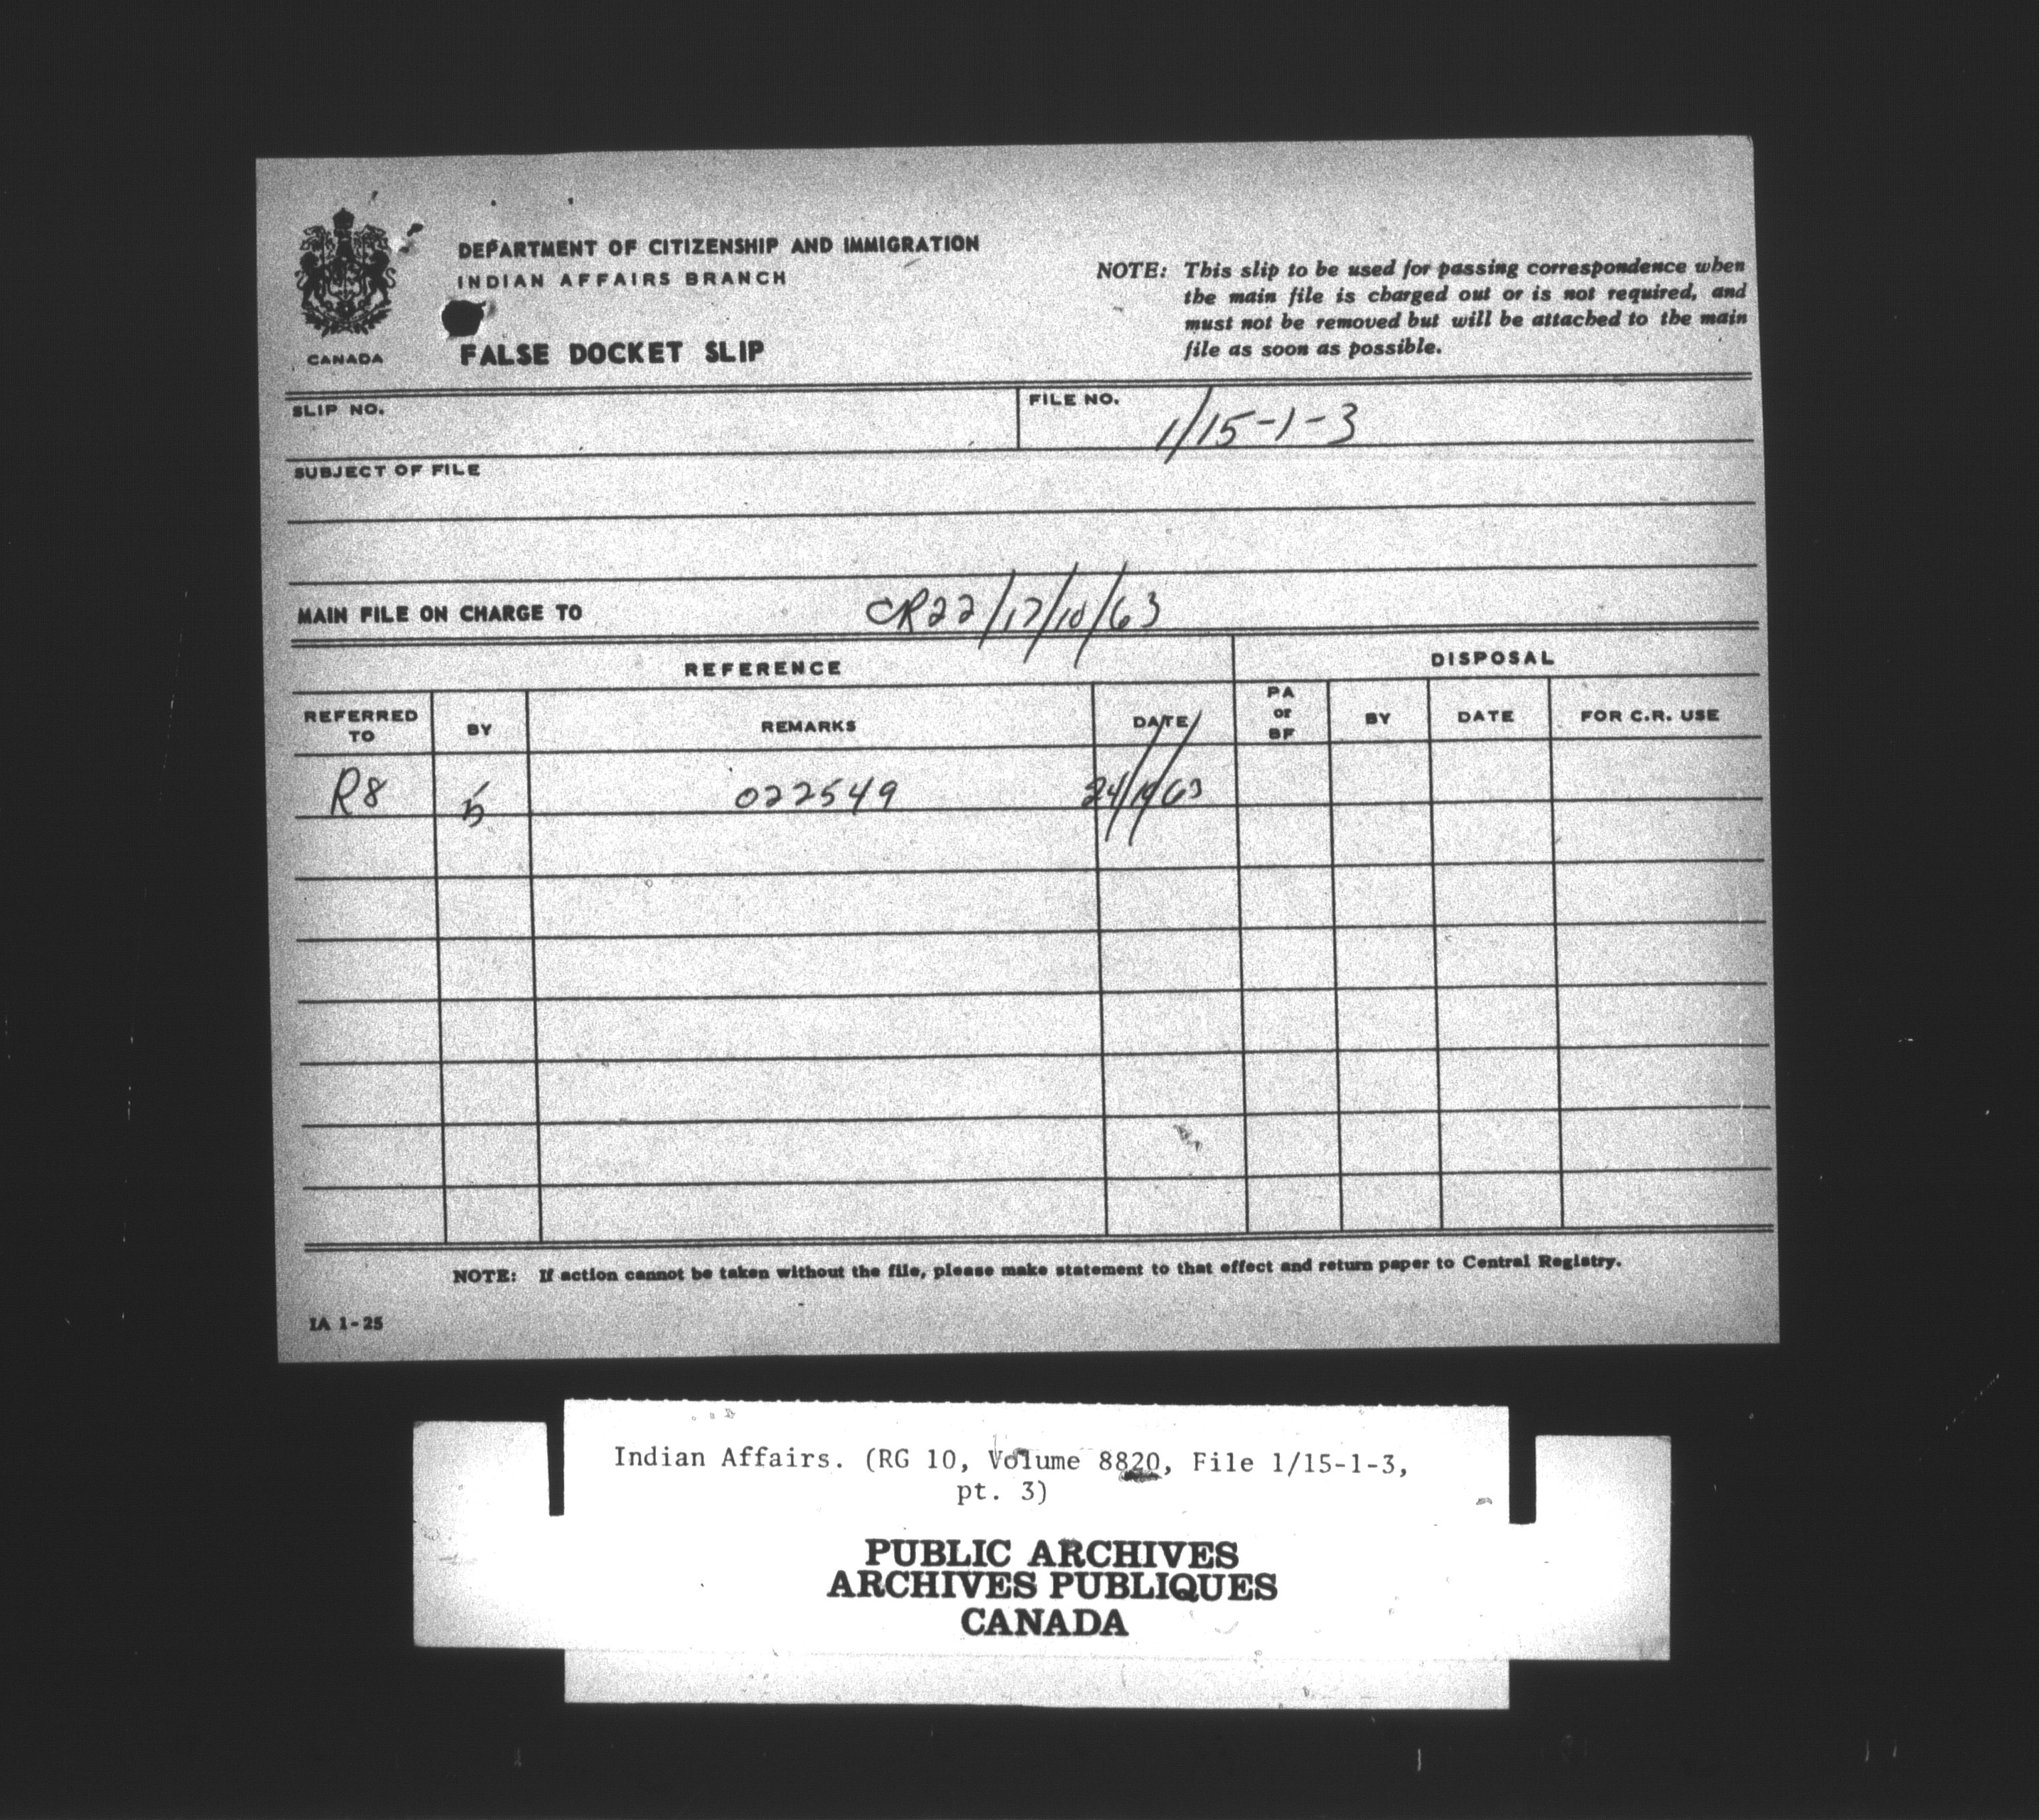 DEPARTMENT OF CITIZENSHIP AND IMMIGRATION
INDIAN AFFAIRS BRANCH
CANADA
FALSE DOCKET SLIP
NOTE: This slip to be used for passing correspondence when
the main file is charged out or is not required, and
must not be removed but will be attached to the main
file as soon as possible.
SLIP NO.
FILE NO. 1/15-1-3
SUBJECT OF FILE
MAIN FILE ON CHARGE TO CR22/17/10/63
REFERENCE DISPOSAL
REFERRED TO BY REMARKS DATE PA or BF BY DATE FOR C.R. USE
R8 022549 24/10/63
NOTE: If action cannot be taken without the file, please make statement to that effect and return paper to Central Registry.
IA 1-25
Indian Affairs. (RG 10, Volume 8820, File 1/15-1-3,
pt. 3)
PUBLIC ARCHIVES
ARCHIVES PUBLIQUES
CANADA